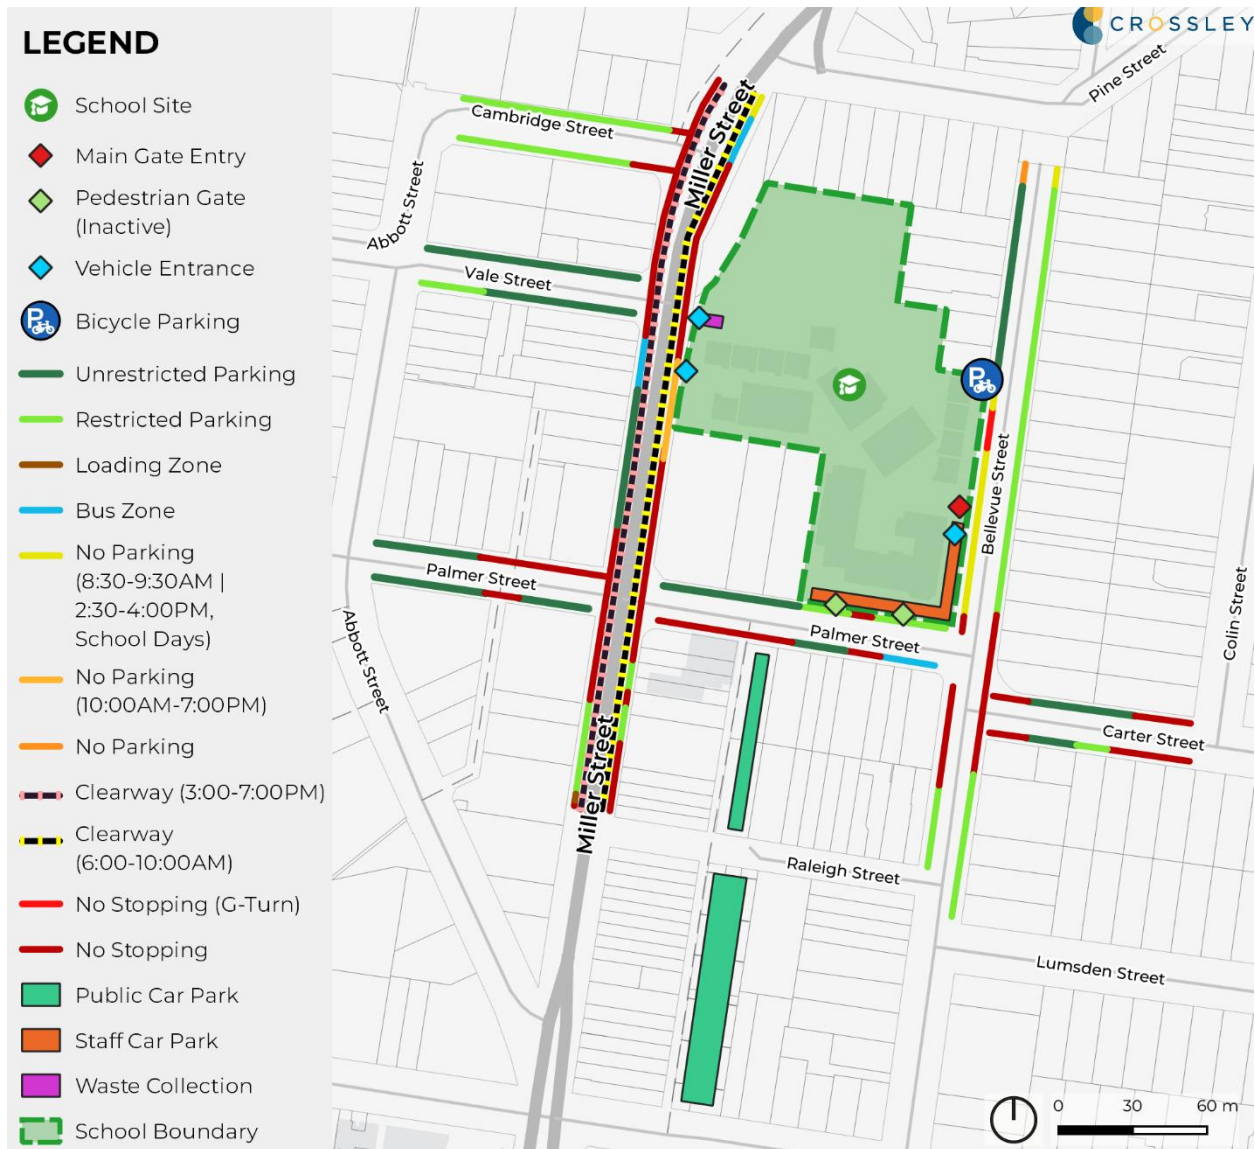 LEGEND
School Site
Main Gate Entry
Pedestrian Gate
(Inactive)
Vehicle Entrance
P
Bicycle Parking
Unrestricted Parking
Restricted Parking
Loading Zone
Bus Zone
No Parking
(8:30-9:30AM |
2:30-4:00PM,
School Days)
No Parking
(10:00AM-7:00PM)
No Parking
Clearway (3:00-7:00PM)
Clearway
(6:00-10:00AM)
No Stopping (G-Turn)
No Stopping
Public Car Park
Staff Car Park
Waste Collection
School Boundary
CROSSLEY
Pine Street
Miller Street
Cambridge Street
Abbott Street
Vale Street
P
Bellevue Street
Palmer Street
Palmer Street
Abbott Street
Colin Street
Carter Street
Miller Street
Raleigh Street
Lumsden Street
0 30 60 m